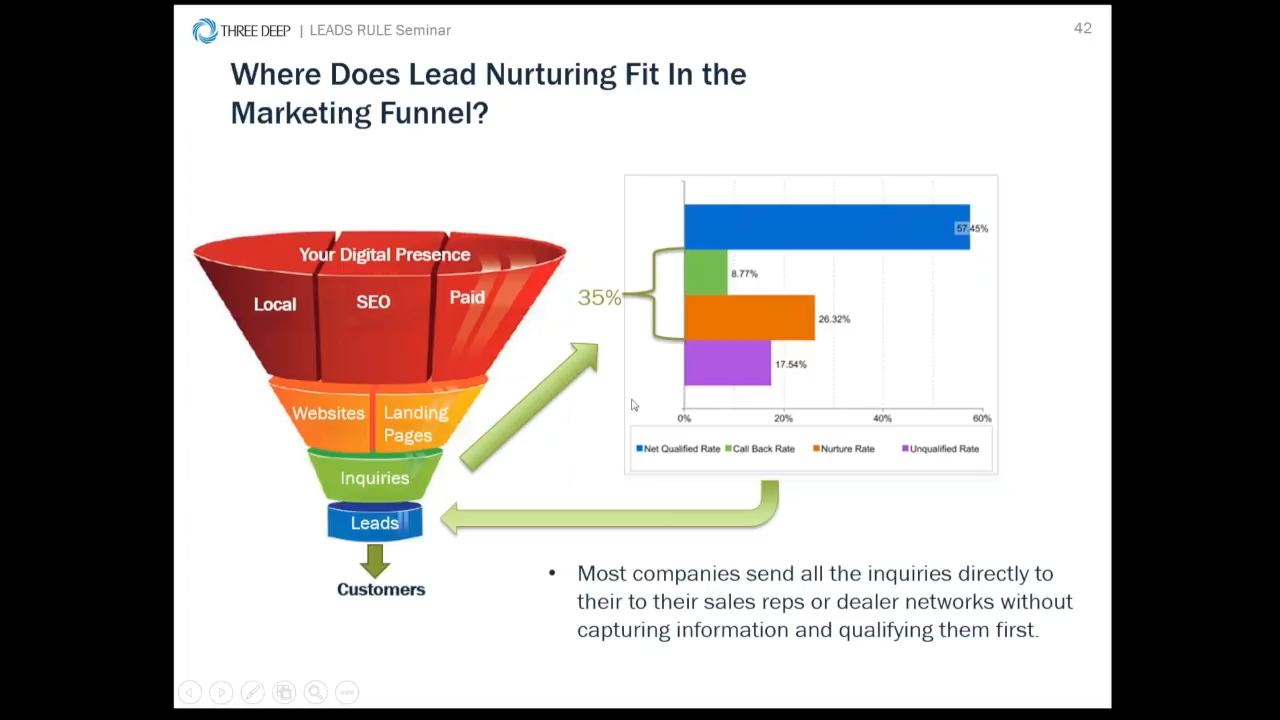 THREE DEEP | LEADS RULE Seminar
42
Where Does Lead Nurturing Fit In the
Marketing Funnel?
Your Digital Presence
Local
SEO
Paid
Websites
Landing
Pages
Inquiries
Leads
Customers
35%
57.45%
8.77%
26.32%
17.54%
0%
20%
40%
60%
Net Qualified Rate
Call Back Rate
Nurture Rate
Unqualified Rate
• Most companies send all the inquiries directly to
their to their sales reps or dealer networks without
capturing information and qualifying them first.